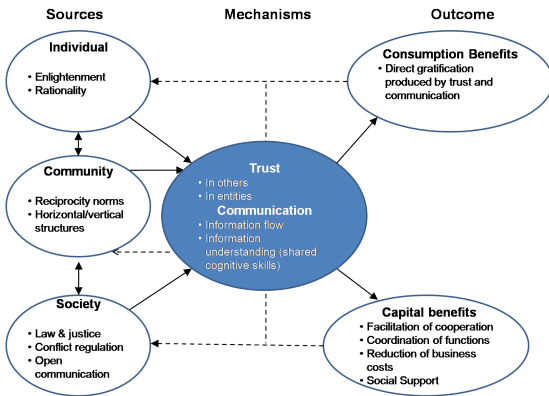 Sources
Mechanisms
Outcome
Individual
• Enlightenment
• Rationality
Community
• Reciprocity norms
• Horizontal/vertical
structures
Society
• Law & justice
• Conflict regulation
• Open
communication
Trust
• In others
• In entities
Communication
• Information flow
• Information
understanding (shared
cognitive skills)
Consumption Benefits
• Direct gratification
produced by trust and
communication
Capital benefits
• Facilitation of cooperation
• Coordination of functions
• Reduction of business
costs
• Social Support